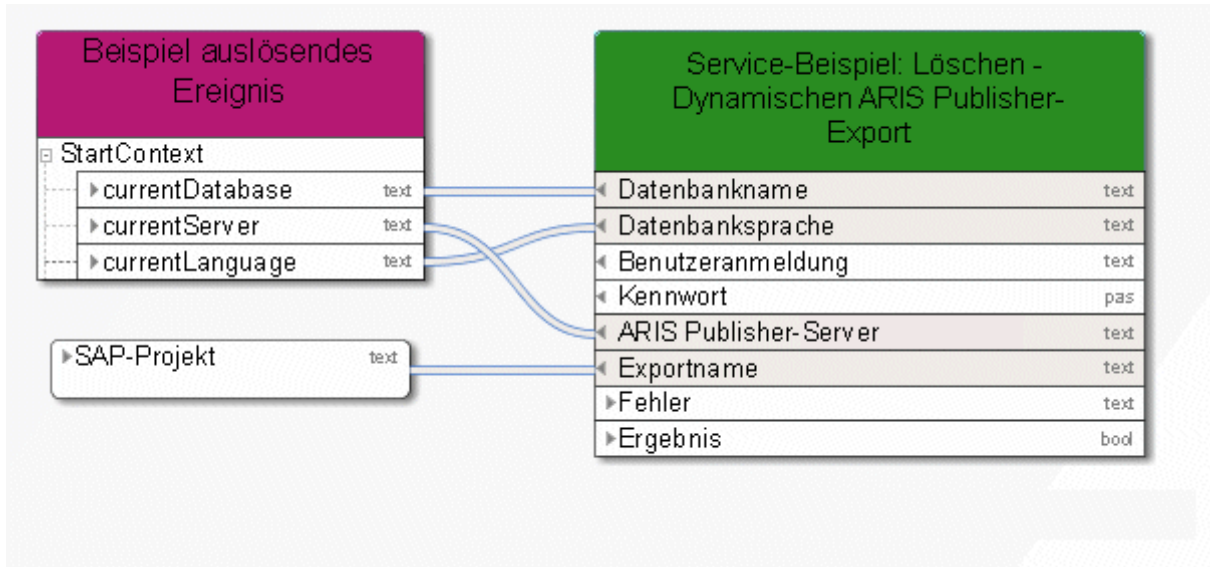 Beispiel auslösendes
Ereignis
StartContext
currentDatabase text
currentServer text
currentLanguage text
SAP-Projekt text
Service-Beispiel: Löschen -
Dynamischen ARIS Publisher-
Export
Datenbankname text
Datenbanksprache text
Benutzeranmeldung text
Kennwort pas
ARIS Publisher-Server text
Exportname text
Fehler text
Ergebnis bool